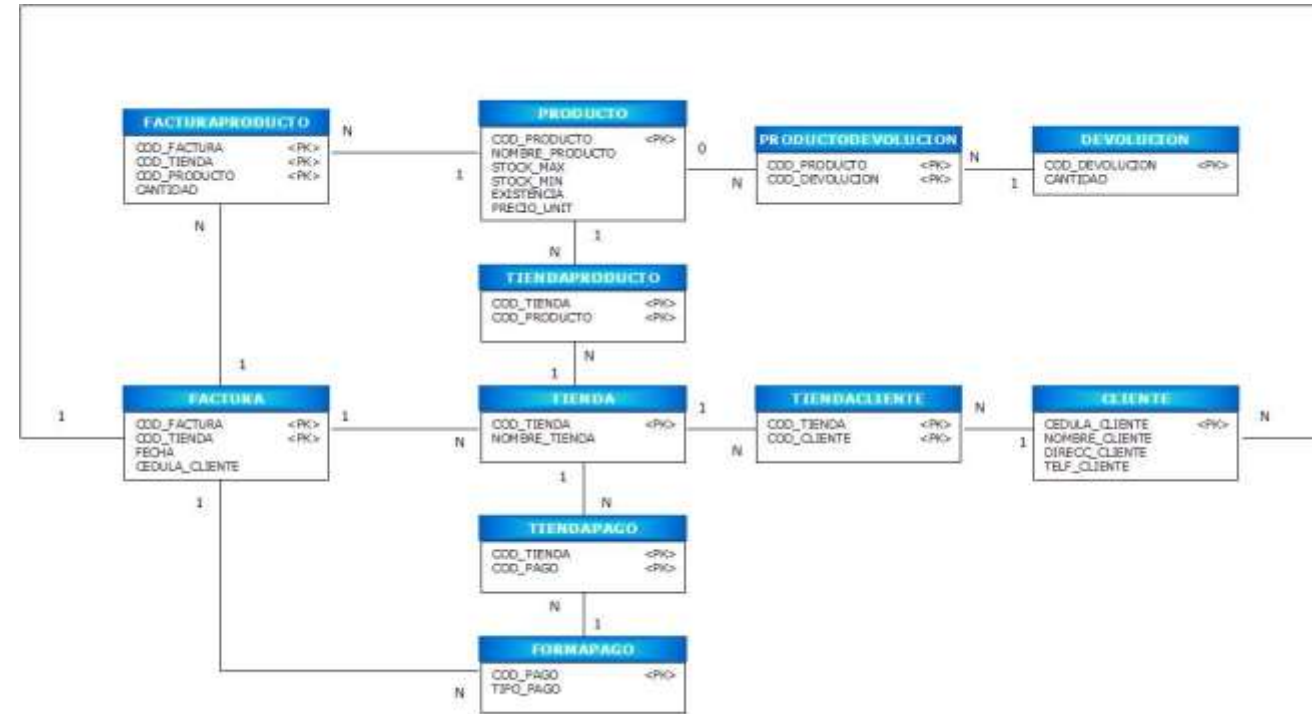 FACTURAPRODUCTO
COD_FACTURA <PK>
COD_TIENDA <PK>
COD_PRODUCTO <PK>
CANTIDAD
N
1
PRODUCTO
COD_PRODUCTO <PK>
NOMBRE_PRODUCTO
STOCK_MAX
STOCK_MIN
EXISTENCIA
PRECIO_UNIT
0
N
PRODUCTODEVOLUCION
COD_PRODUCTO <PK>
COD_DEVOLUCION <PK>
N
1
DEVOLUCION
COD_DEVOLUCION <PK>
CANTIDAD
N
1
1
N
TIENDAPRODUCTO
COD_TIENDA <PK>
COD_PRODUCTO <PK>
N
1
1
FACTURA
COD_FACTURA <PK>
COD_TIENDA <PK>
FECHA
CEDULA_CLIENTE
1
N
TIENDA
COD_TIENDA <PK>
NOMBRE_TIENDA
1
N
TIENDACLIENTE
COD_TIENDA <PK>
COD_CLIENTE <PK>
N
1
CLIENTE
CEDULA_CLIENTE <PK>
NOMBRE_CLIENTE
DIRECC_CLIENTE
TELF_CLIENTE
N
1
1
N
TIENDAPAGO
COD_TIENDA <PK>
COD_PAGO <PK>
N
1
FORMAPAGO
COD_PAGO <PK>
TIPO_PAGO
N